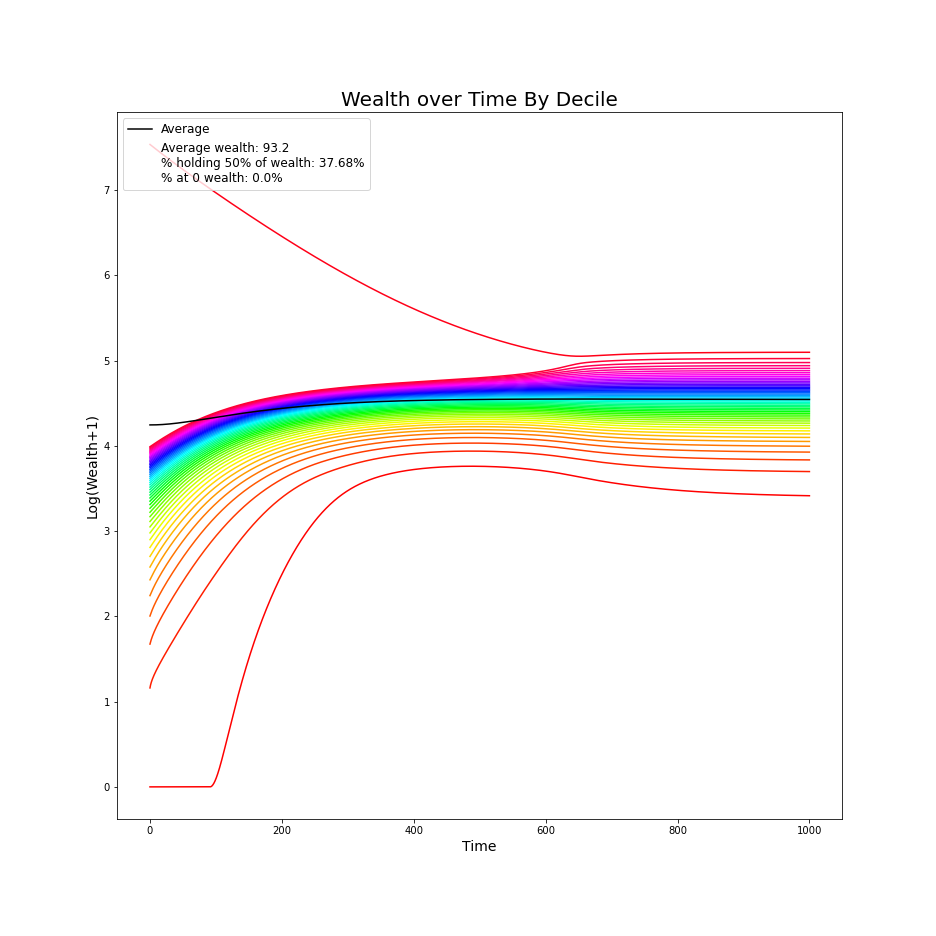 Wealth over Time By Decile
Average
Average wealth: 93.2
% holding 50% of wealth: 37.68%
% at 0 wealth: 0.0%
Log(Wealth+1)
7
6
5
4
3
2
1
0
0 200 400 600 800 1000
Time